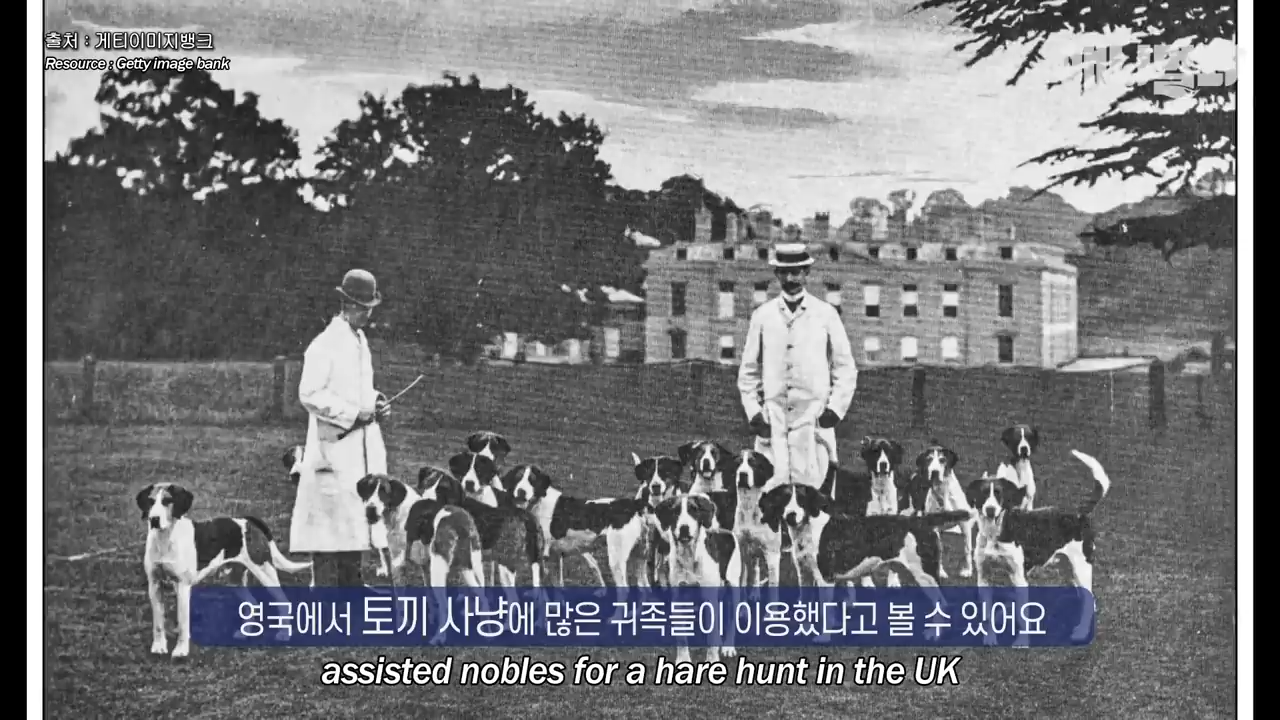 출처 : 게티이미지뱅크
Resource : Getty image bank
영국에서 토끼 사냥에 많은 귀족들이 이용했다고 볼 수 있어요
assisted nobles for a hare hunt in the UK